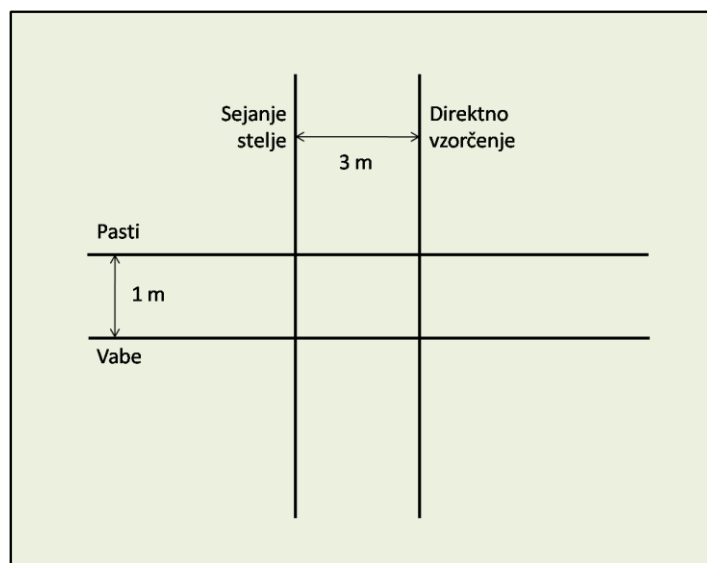 Sejanje
stelje
Direktno
vzorčenje
3 m
Pasti
1 m
Vabe